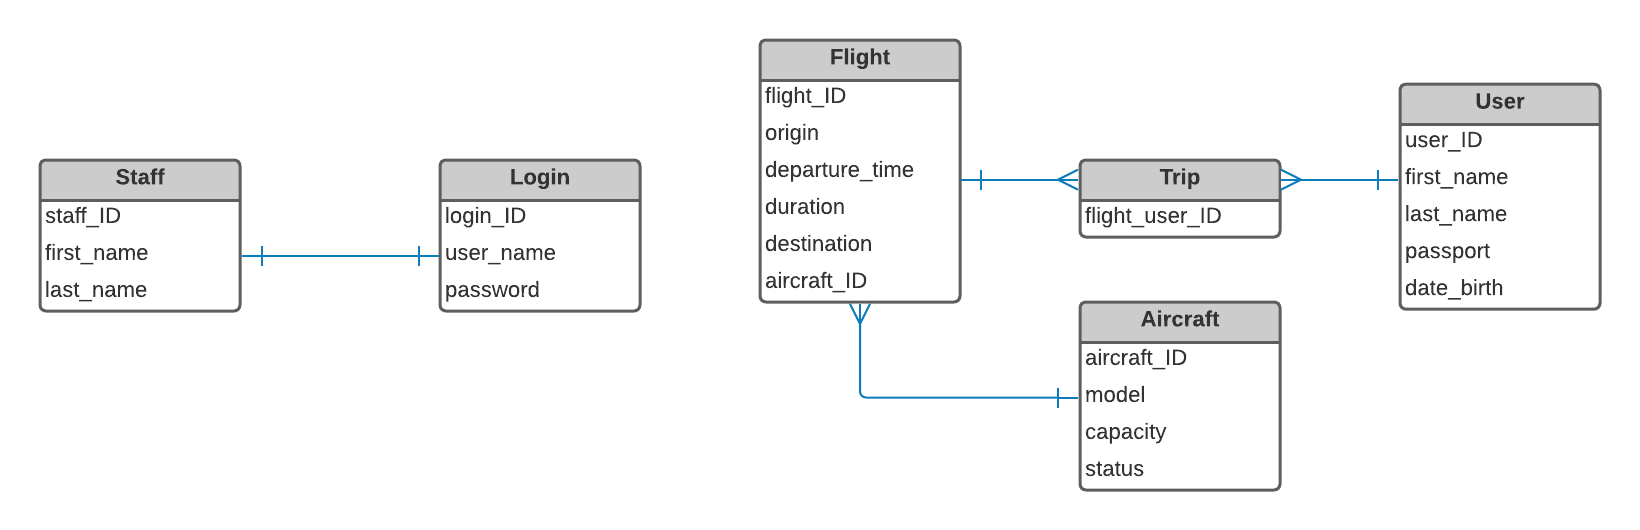 Staff
staff_ID
first_name
last_name
Login
login_ID
user_name
password
Flight
flight_ID
origin
departure_time
duration
destination
aircraft_ID
Trip
flight_user_ID
Aircraft
aircraft_ID
model
capacity
status
User
user_ID
first_name
last_name
passport
date_birth